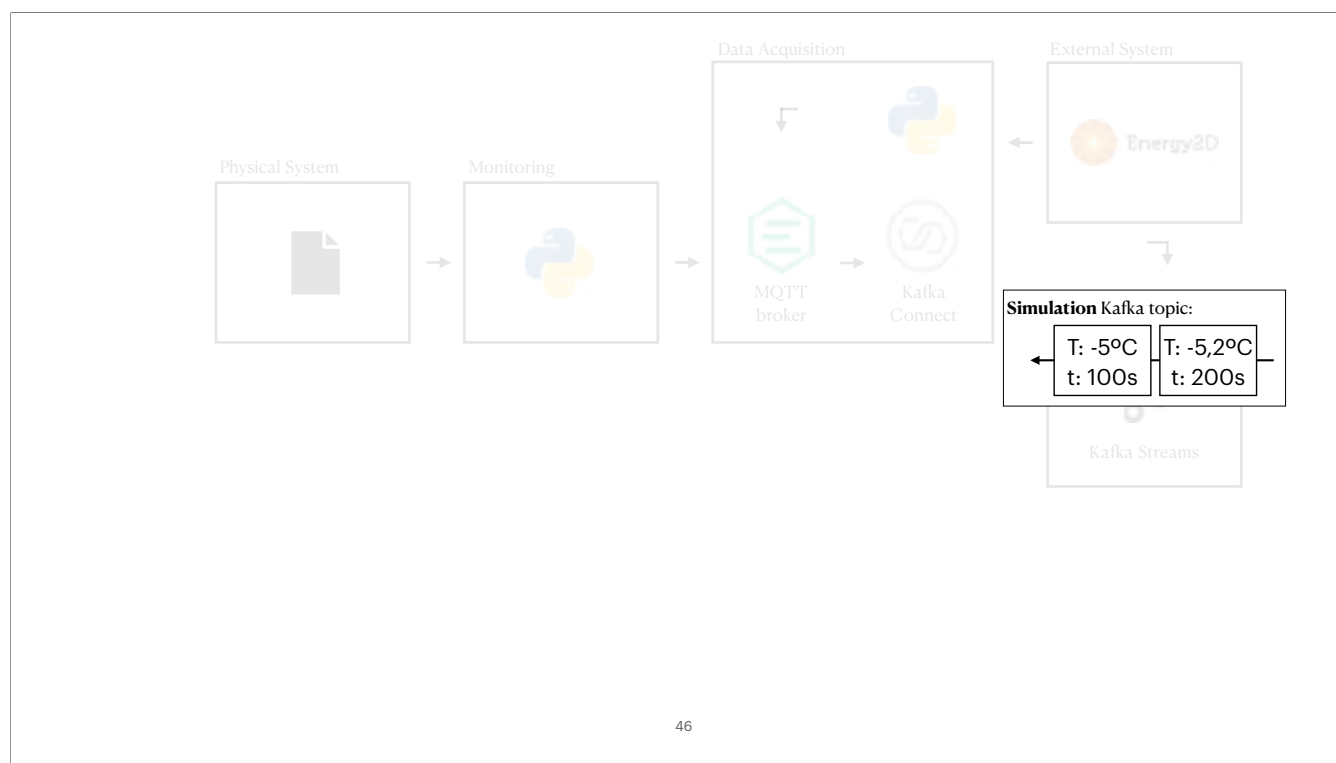 Data Acquisition
External System
Energy2D
Physical System
Monitoring
MQTT
broker
Kafka
Connect
Simulation Kafka topic:
T: -5ºC
t: 100s
T: -5,2ºC
t: 200s
Kafka Streams
46